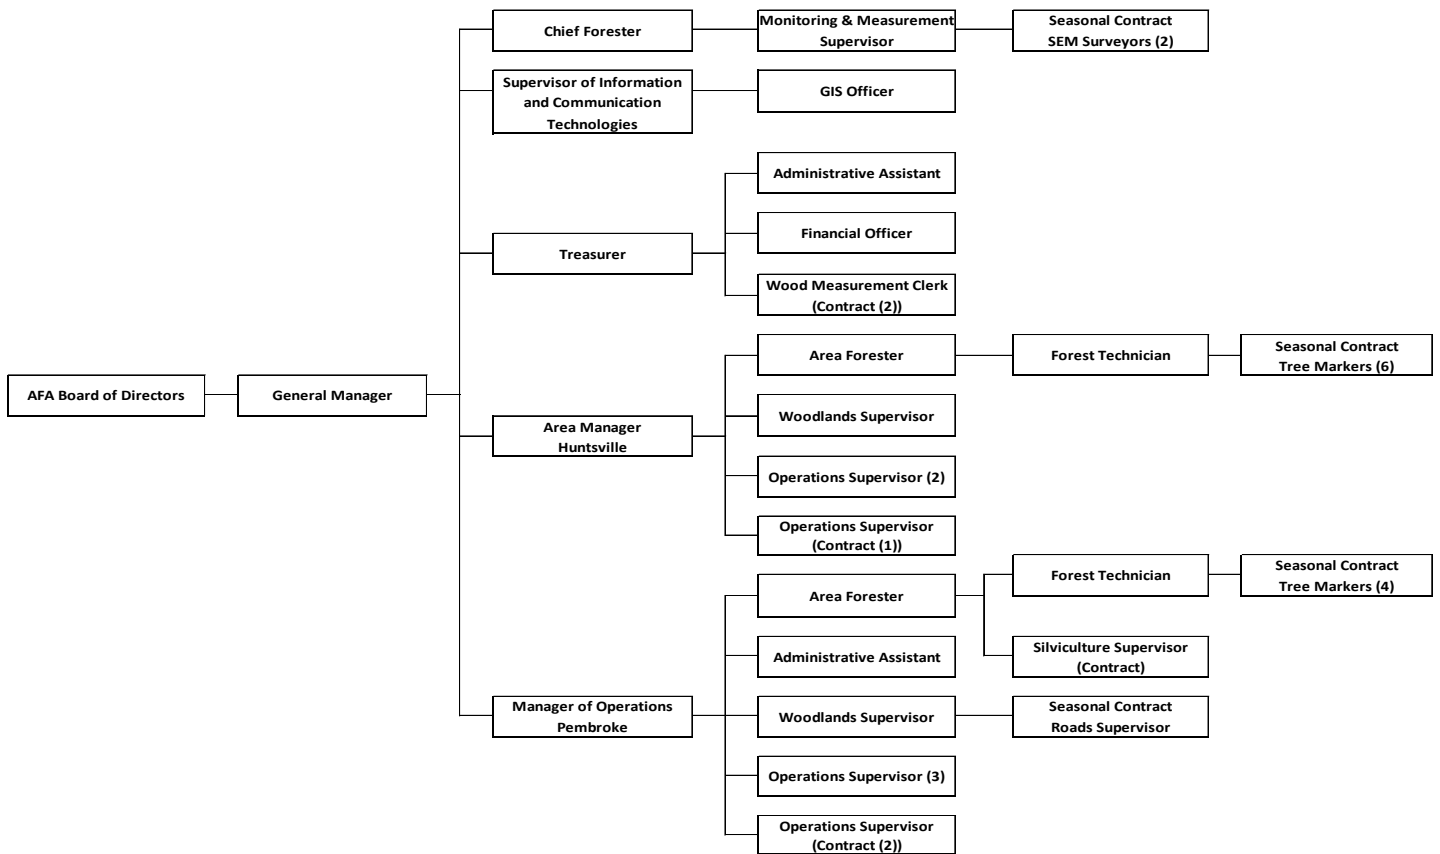 Chief Forester
Monitoring & Measurement
Supervisor
Seasonal Contract
SEM Surveyors (2)
Supervisor of Information
and Communication
Technologies
GIS Officer
Administrative Assistant
Financial Officer
Treasurer
Wood Measurement Clerk
(Contract (2))
Area Forester
Forest Technician
Seasonal Contract
Tree Markers (6)
AFA Board of Directors
General Manager
Woodlands Supervisor
Area Manager
Huntsville
Operations Supervisor (2)
Operations Supervisor
(Contract (1))
Area Forester
Forest Technician
Seasonal Contract
Tree Markers (4)
Administrative Assistant
Silviculture Supervisor
(Contract)
Manager of Operations
Pembroke
Woodlands Supervisor
Seasonal Contract
Roads Supervisor
Operations Supervisor (3)
Operations Supervisor
(Contract (2))